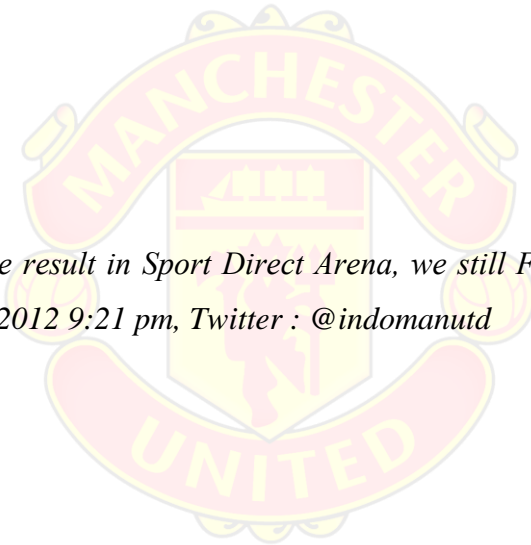 MANCHESTER
e result in Sport Direct Arena, we still F
2012 9:21 pm, Twitter : @indomanutd
UNITED